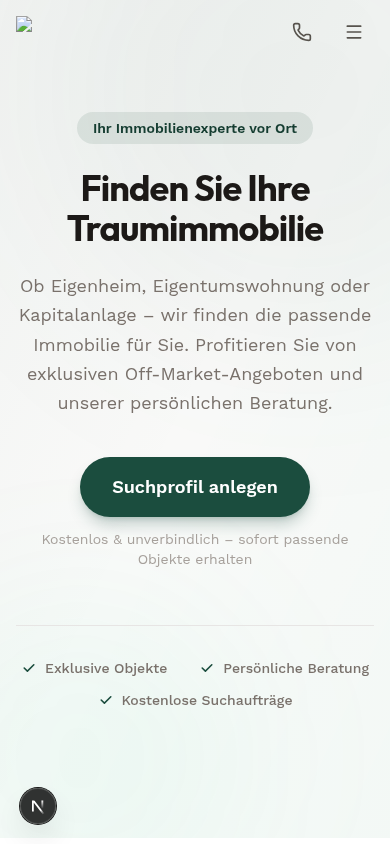 Ihr Immobilienexperte vor Ort
Finden Sie Ihre
Traumimmobilie
Ob Eigenheim, Eigentumswohnung oder
Kapitalanlage – wir finden die passende
Immobilie für Sie. Profitieren Sie von
exklusiven Off-Market-Angeboten und
unserer persönlichen Beratung.
Suchprofil anlegen
Kostenlos & unverbindlich – sofort passende
Objekte erhalten
Exklusive Objekte
Persönliche Beratung
Kostenlose Suchaufträge
N